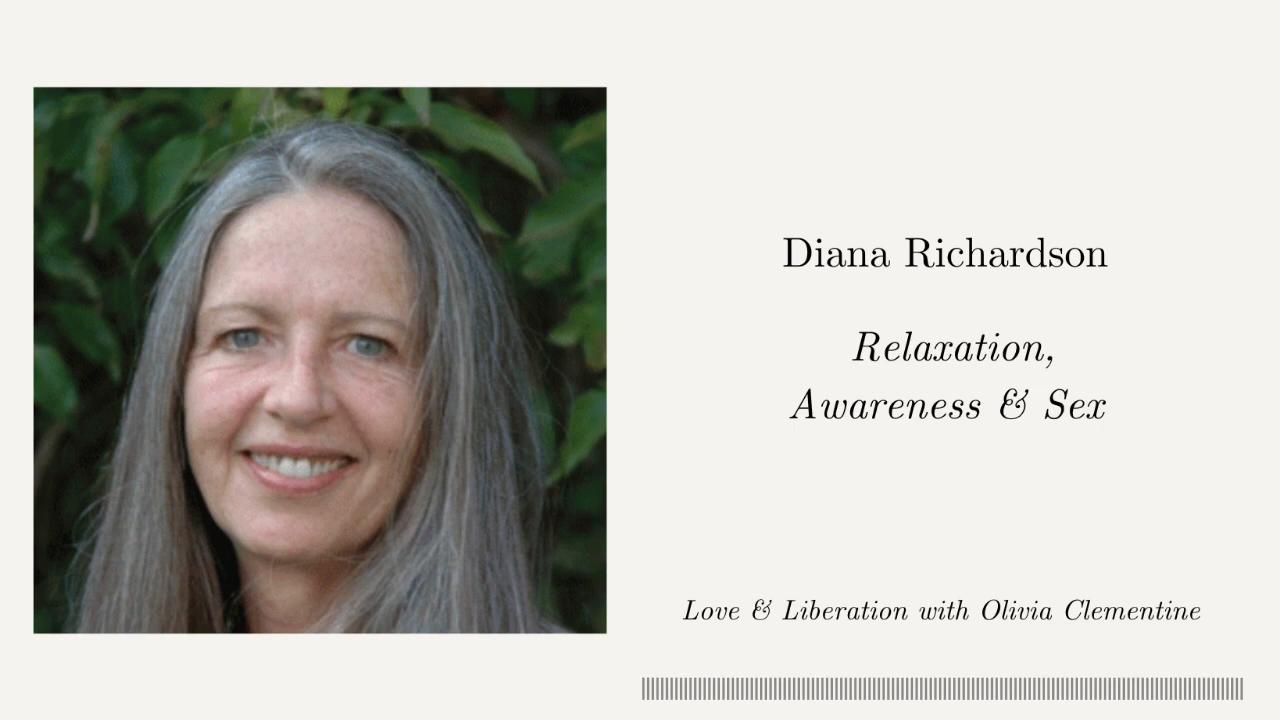 Diana Richardson
Relaxation,
Awareness & Sex
Love & Liberation with Olivia Clementine